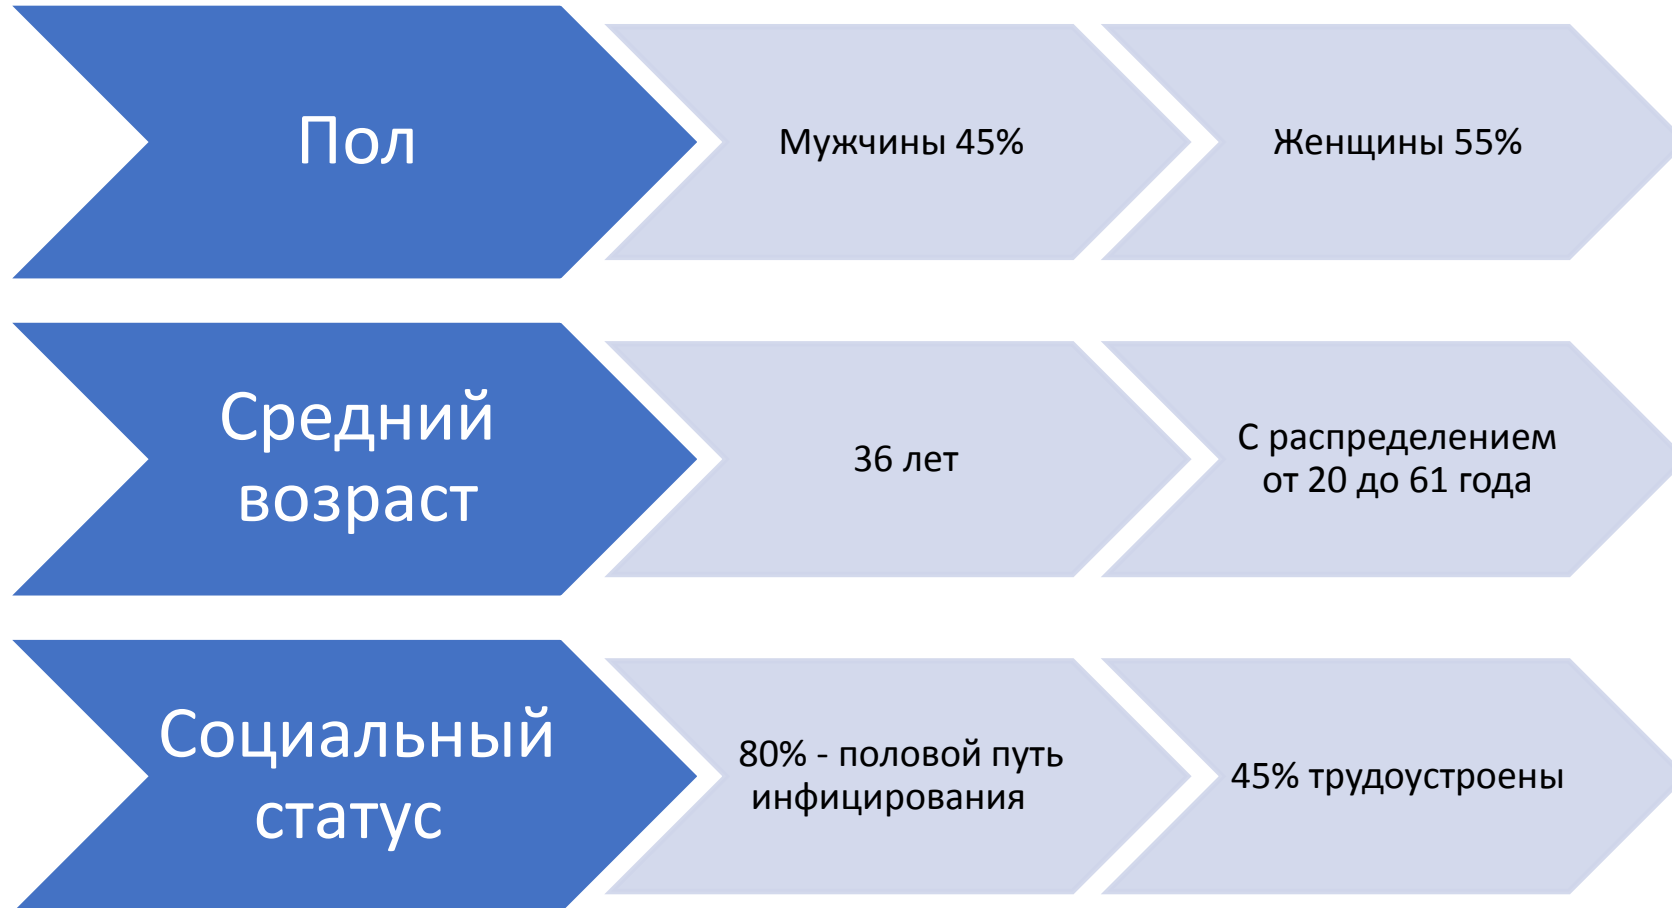 Пол
Мужчины 45%
Женщины 55%
Средний
возраст
36 лет
С распределением
от 20 до 61 года
Социальный
статус
80% - половой путь
инфицирования
45% трудоустроены